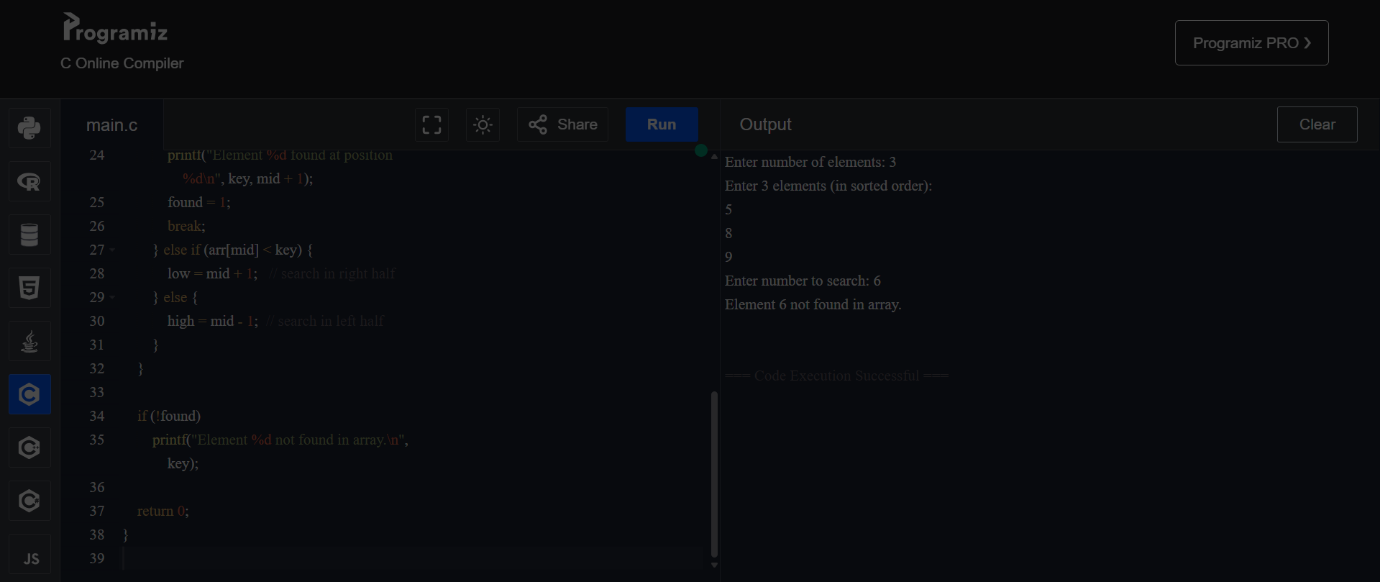 Programiz
C Online Compiler
Programiz PRO ❯
main.c
Share
Run
Output
Clear
24 printf("Element %d found at position
%d\n", key, mid + 1);
25 found = 1;
26 break;
27 } else if (arr[mid] < key) {
28 low = mid + 1; // search in right half
29 } else {
30 high = mid - 1; // search in left half
31 }
32 }
33
34 if (!found)
35 printf("Element %d not found in array.\n",
key);
36
37 return 0;
38 }
39
Enter number of elements: 3
Enter 3 elements (in sorted order):
5
8
9
Enter number to search: 6
Element 6 not found in array.
=== Code Execution Successful ===
R
5
C
C
C
JS